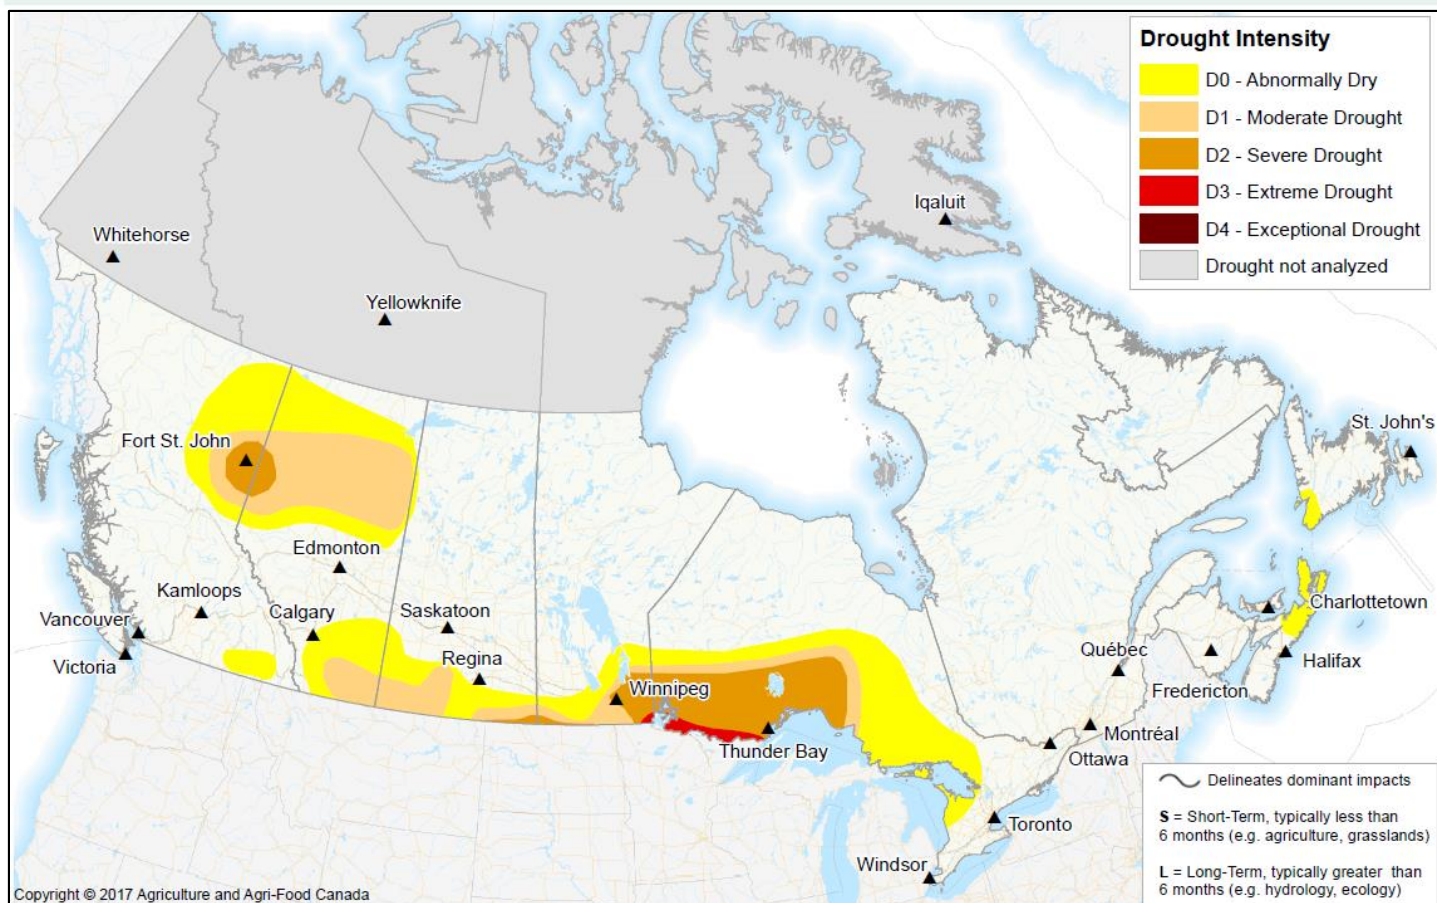 Drought Intensity
D0 - Abnormally Dry
D1 - Moderate Drought
D2 - Severe Drought
D3 - Extreme Drought
D4 - Exceptional Drought
Drought not analyzed
Iqaluit
Whitehorse
Yellowknife
St. John's
Fort St. John
Edmonton
Kamloops
Calgary
Saskatoon
Charlottetown
Vancouver
Victoria
Regina
Québec
Halifax
Winnipeg
Fredericton
Montréal
Thunder Bay
Ottawa
Toronto
Windsor
Delineates dominant impacts
S = Short-Term, typically less than
6 months (e.g. agriculture, grasslands)
L = Long-Term, typically greater than
6 months (e.g. hydrology, ecology)
Copyright © 2017 Agriculture and Agri-Food Canada